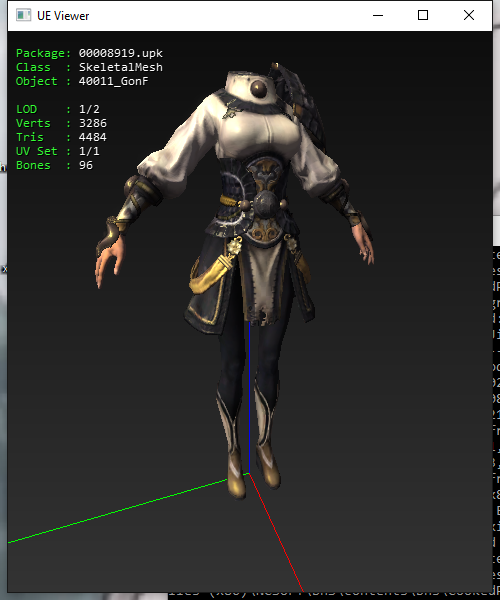 UE Viewer
Package: 00008919.upk
Class : SkeletalMesh
Object : 40011_GonF
LOD : 1/2
Verts : 3286
Tris : 4484
UV Set : 1/1
Bones : 96